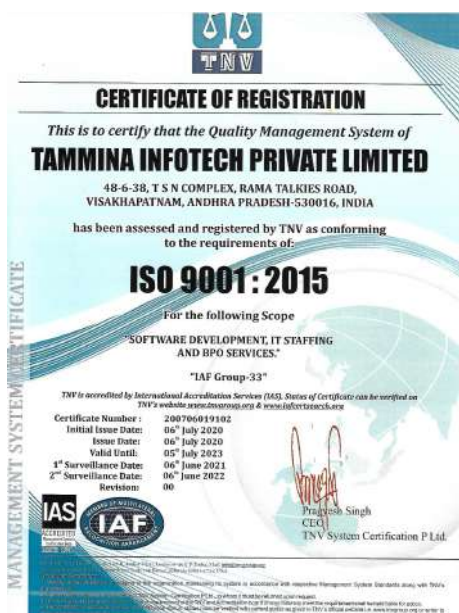 TNV
CERTIFICATE OF REGISTRATION
This is to certify that the Quality Management System of
TAMMINA INFOTECH PRIVATE LIMITED
48-6-38, T S N COMPLEX, RAMA TALKIES ROAD,
VISAKHAPATNAM, ANDHRA PRADESH-530016, INDIA
has been assessed and registered by TNV as conforming
to the requirements of:
ISO 9001 : 2015
For the following Scope
"SOFTWARE DEVELOPMENT, IT STAFFING
AND BPO SERVICES."
"IAF Group-33"
TNV is accredited by International Accreditation Services (IAS). Status of Certificate can be verified on
TNV's website www.tnvgroup.org & www.iafcertsearch.org
Certificate Number : 200706019102
Initial Issue Date: 06th July 2020
Issue Date: 06th July 2020
Valid Until: 05th July 2023
1st Surveillance Date: 06th June 2021
2nd Surveillance Date: 06th June 2022
Revision: 00
Pragyesh Singh
CEO
TNV System Certification P Ltd.
IAS
ACCREDITED
IAF
MANAGEMENT SYSTEM CERTIFICATE